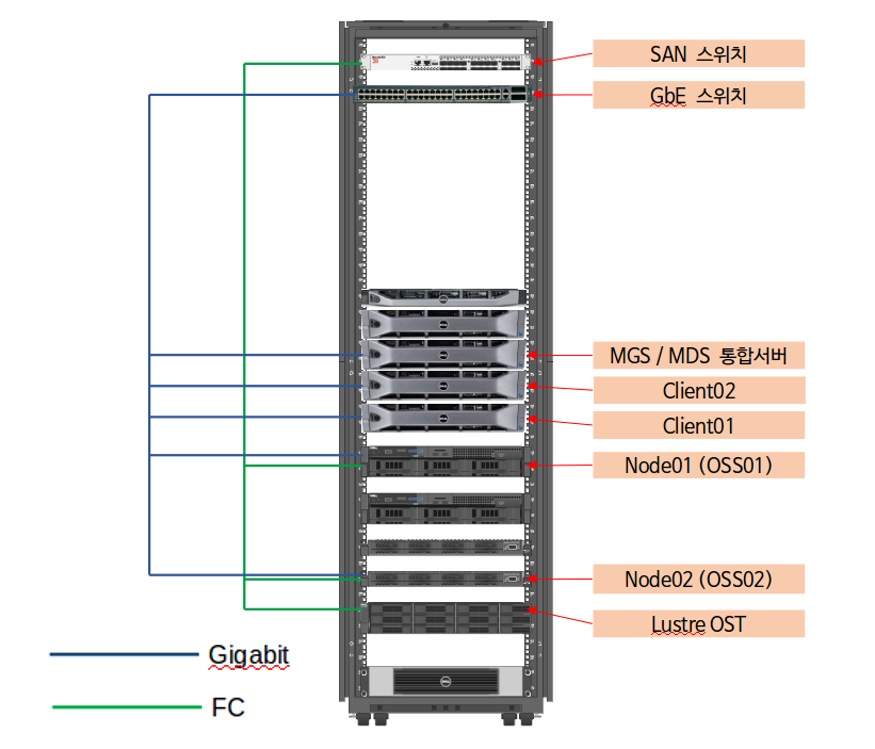 SAN 스위치
GbE 스위치
MGS / MDS 통합서버
Client02
Client01
Node01 (OSS01)
Node02 (OSS02)
Lustre OST
Gigabit
FC